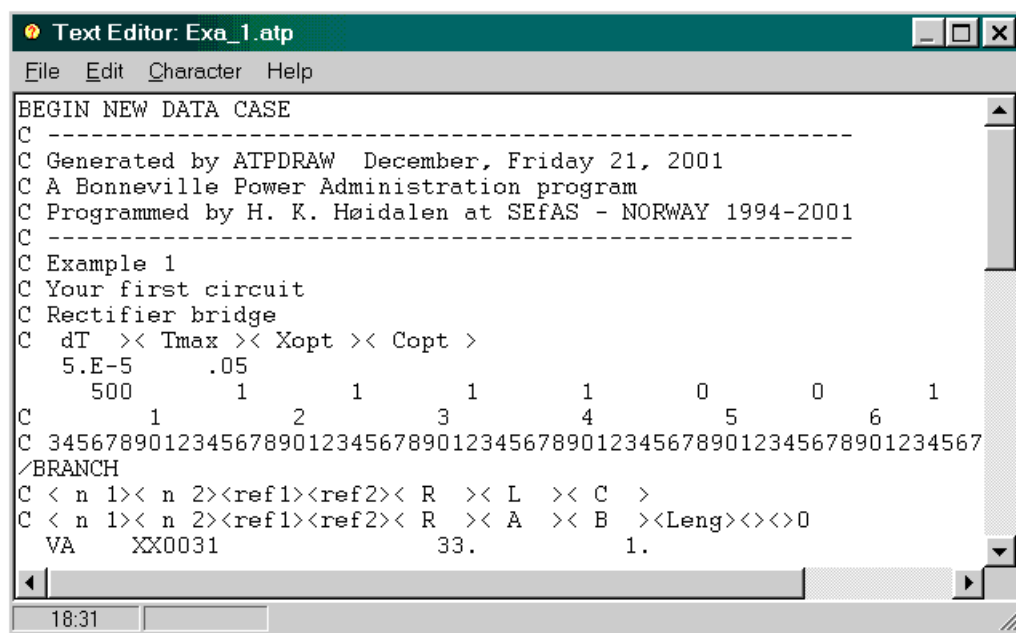 Text Editor: Exa_1.atp
File Edit Character Help
BEGIN NEW DATA CASE
C --------------------------------------------------------
C Generated by ATPDRAW  December, Friday 21, 2001
C A Bonneville Power Administration program
C Programmed by H. K. Høidalen at SEfAS - NORWAY 1994-2001
C --------------------------------------------------------
C Example 1
C Your first circuit
C Rectifier bridge
C  dT  >< Tmax >< Xopt >< Copt >
   5.E-5     .05
     500       1       1       1       1       0       0       1
C        1         2         3         4         5         6
C 34567890123456789012345678901234567890123456789012345678901234567
/BRANCH
C < n 1>< n 2><ref1><ref2>< R  >< L  >< C  >
C < n 1>< n 2><ref1><ref2>< R  >< A  >< B  ><Leng><><>0
  VA    XX0031               33.          1.
18:31